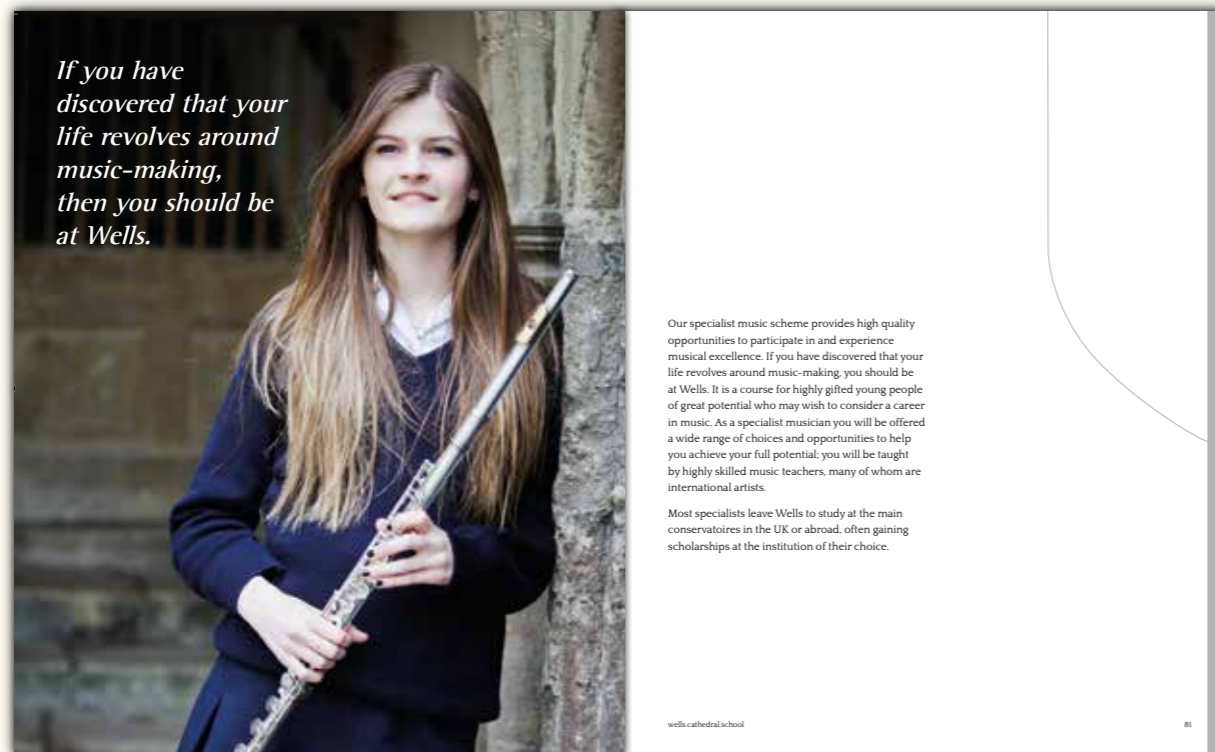 If you have
discovered that your
life revolves around
music-making,
then you should be
at Wells.
Our specialist music scheme provides high quality
opportunities to participate in and experience
musical excellence. If you have discovered that your
life revolves around music-making, you should be
at Wells. It is a course for highly gifted young people
of great potential who may wish to consider a career
in music. As a specialist musician you will be offered
a wide range of choices and opportunities to help
you achieve your full potential; you will be taught
by highly skilled music teachers, many of whom are
international artists.
Most specialists leave Wells to study at the main
conservatoires in the UK or abroad, often gaining
scholarships at the institution of their choice.
wells.cathedral.school
81